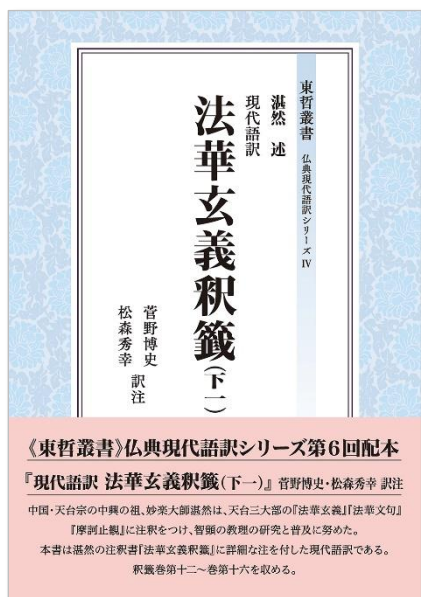 東哲叢書 仏典現代語訳シリーズ Ⅳ
湛然 述
現代語訳
法華玄義釈籤(下一)
菅野博史
松森秀幸 訳注
《東哲叢書》仏典現代語訳シリーズ第6回配本
『現代語訳 法華玄義釈籤(下一)』 菅野博史・松森秀幸 訳注
中国・天台宗の中興の祖、妙楽大師湛然は、天台三大部の『法華玄義』『法華文句』
『摩訶止観』に注釈をつけ、智顗の教理の研究と普及に努めた。
本書は湛然の注釈書『法華玄義釈籤』に詳細な注を付した現代語訳である。
釈籤巻第十二～巻第十六を収める。